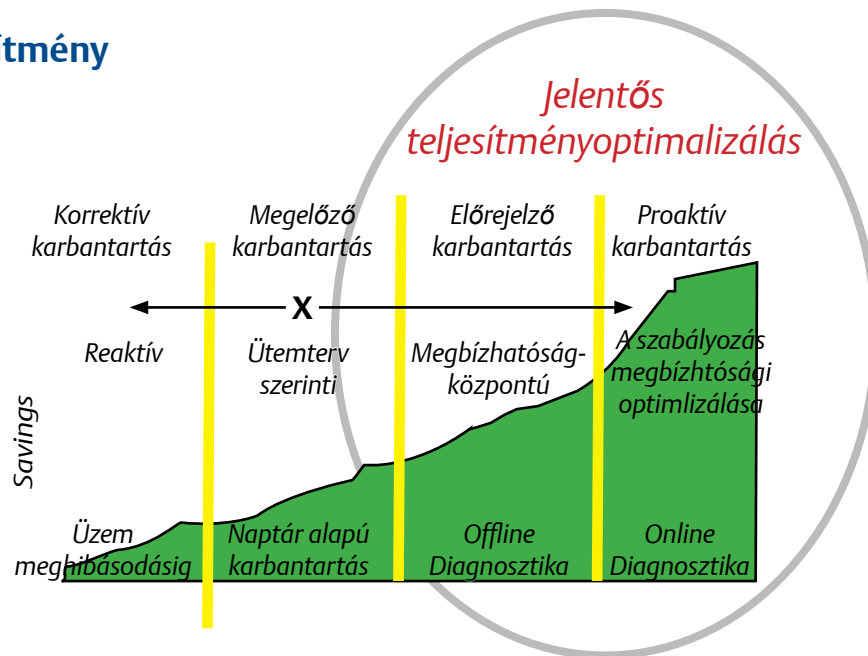 ítmény
Jelentős
teljesítményoptimalizálás
Korrektív
karbantartás
Megelőző
karbantartás
Előrejelző
karbantartás
Proaktív
karbantartás
X
Reaktív
Ütemterv
szerinti
Megbízhatóság-
központú
A szabályozás
megbízhtósági
optimlizálása
Savings
Üzem
meghibásodásig
Naptár alapú
karbantartás
Offline
Diagnosztika
Online
Diagnosztika